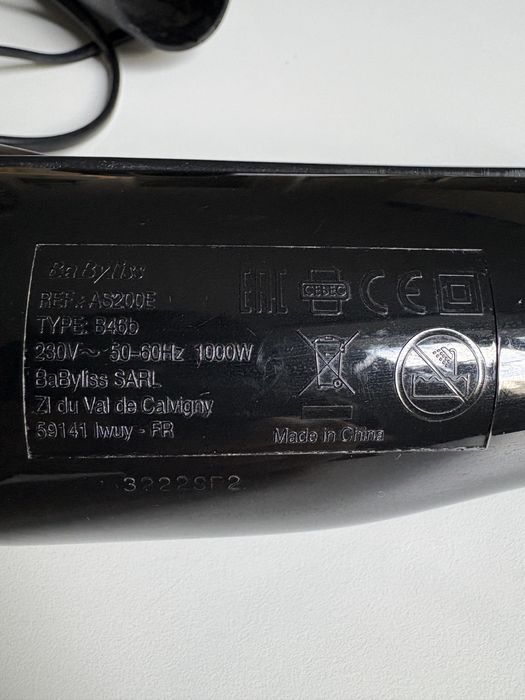 BaByliss
REF.: AS200E
TYPE: B46b
230V~ 50-60Hz 1000W
BaByliss SARL
ZI du Val de Calvigny
59141 Iwuy - FR
EAC CEBEC CE
Made in China
3222SF2